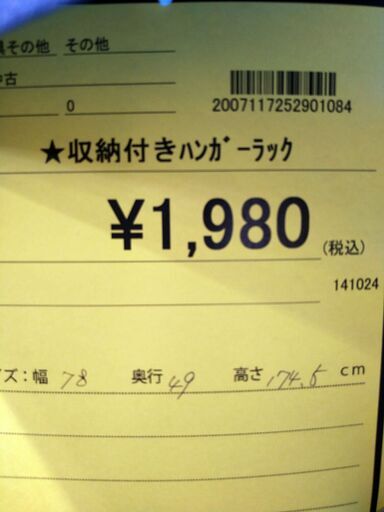 具その他 その他
中古
0
2007117252901084
★収納付きﾊﾝｶﾞｰﾗｯｸ
¥1,980
(税込)
141024
ズ：幅 78 奥行 49 高さ 174.5 cm